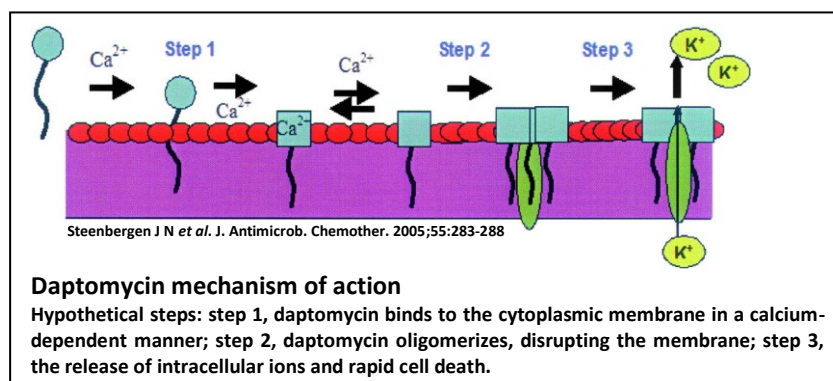 Ca2+ Step 1 Ca2+ Step 2 Step 3 K+
K+
Ca2+
Ca2+
Steenbergen J N et al. J. Antimicrob. Chemother. 2005;55:283-288
K+
Daptomycin mechanism of action
Hypothetical steps: step 1, daptomycin binds to the cytoplasmic membrane in a calcium-
dependent manner; step 2, daptomycin oligomerizes, disrupting the membrane; step 3,
the release of intracellular ions and rapid cell death.